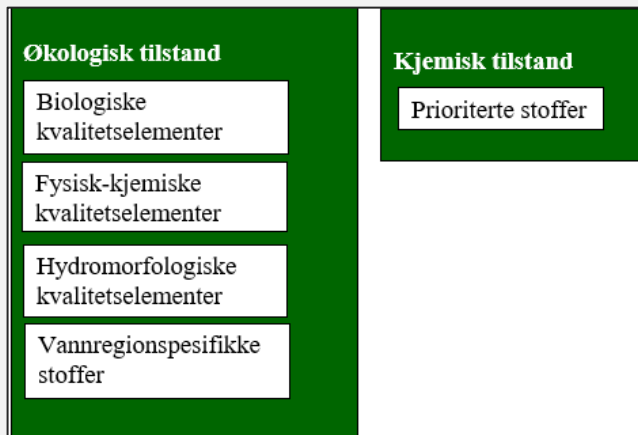 Økologisk tilstand
Biologiske
kvalitetselementer
Fysisk-kjemiske
kvalitetselementer
Hydromorfologiske
kvalitetselementer
Vannregionspesifikke
stoffer
Kjemisk tilstand
Prioriterte stoffer